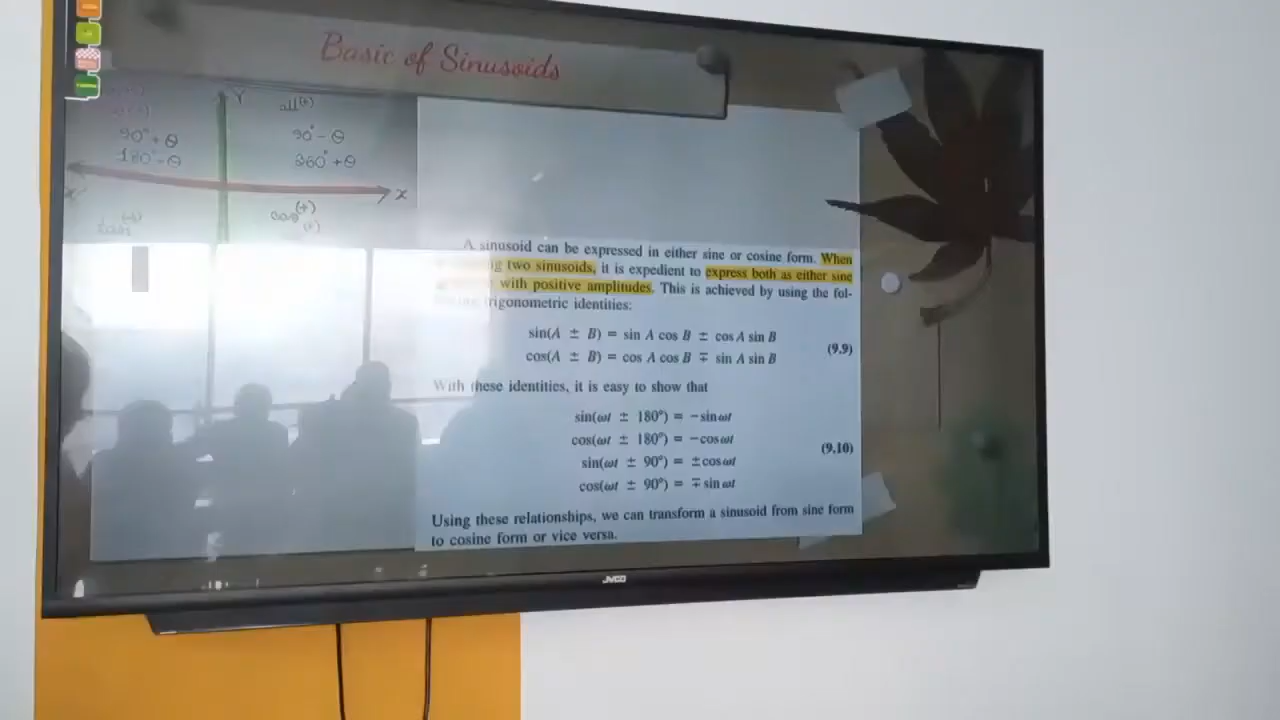 Basic of Sinusoids
Y
all(+)
90°+θ
90°-θ
180°-θ
360°+θ
X
cos(+)
(+)
A sinusoid can be expressed in either sine or cosine form. When
two sinusoids, it is expedient to express both as either sine
with positive amplitudes. This is achieved by using the fol-
trigonometric identities:
sin(A ± B) = sin A cos B ± cos A sin B
cos(A ± B) = cos A cos B ∓ sin A sin B
(9.9)
With these identities, it is easy to show that
sin(ωt ± 180°) = −sin ωt
cos(ωt ± 180°) = −cos ωt
sin(ωt ± 90°) = ±cos ωt
cos(ωt ± 90°) = ∓sin ωt
(9.10)
Using these relationships, we can transform a sinusoid from sine form
to cosine form or vice versa.
JVCO